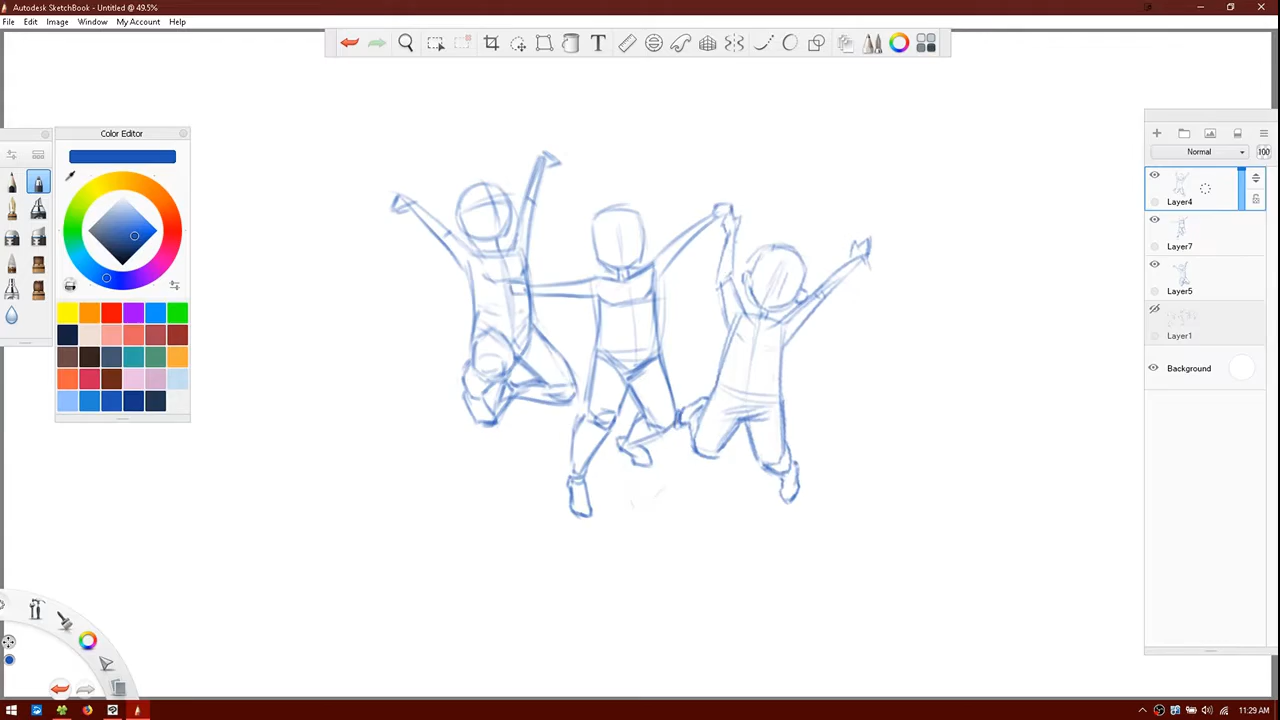 Autodesk SketchBook - Untitled @ 49.5%
File Edit Image Window My Account Help
Color Editor
Normal 100
Layer4
Layer7
Layer5
Layer1
Background
11:29 AM